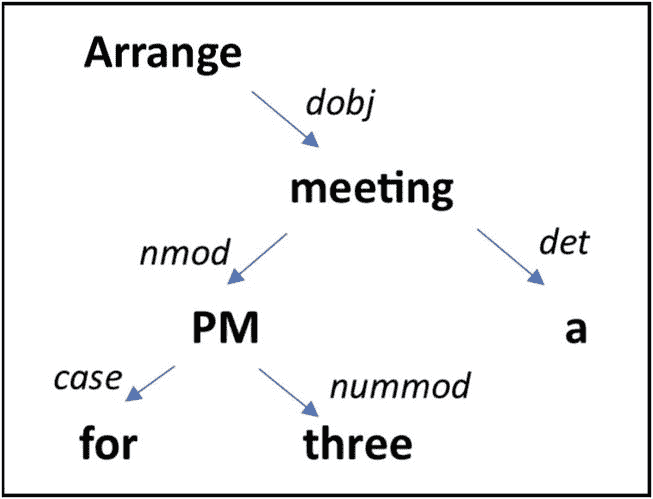 Arrange
dobj
meeting
nmod
det
PM
a
case
nummod
for
three